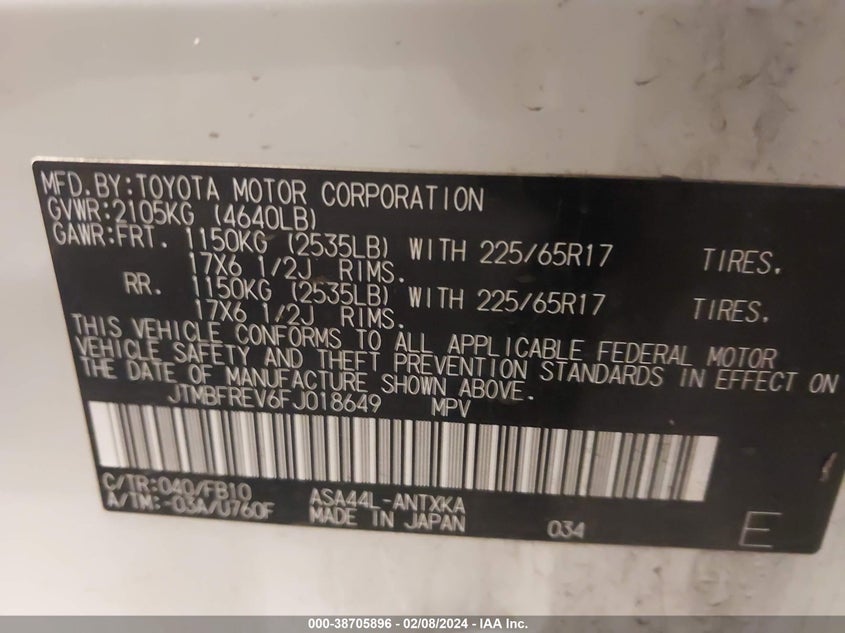 MFD.BY:TOYOTA MOTOR CORPORATION
GVWR:2105KG (4640LB)
GAWR:FRT. 1150KG (2535LB) WITH 225/65R17 TIRES.
17X6 1/2J RIMS.
RR. 1150KG (2535LB) WITH 225/65R17 TIRES.
17X6 1/2J RIMS.
THIS VEHICLE CONFORMS TO ALL APPLICABLE FEDERAL MOTOR
VEHICLE SAFETY AND THEFT PREVENTION STANDARDS IN EFFECT ON
THE DATE OF MANUFACTURE SHOWN ABOVE.
JTMBFREV6FJ018649 MPV
C/TR:040/FB10 ASA44L-ANTXKA
A/TM:-03A/U760F MADE IN JAPAN 034 E
000-38705896 - 02/08/2024 - IAA Inc.